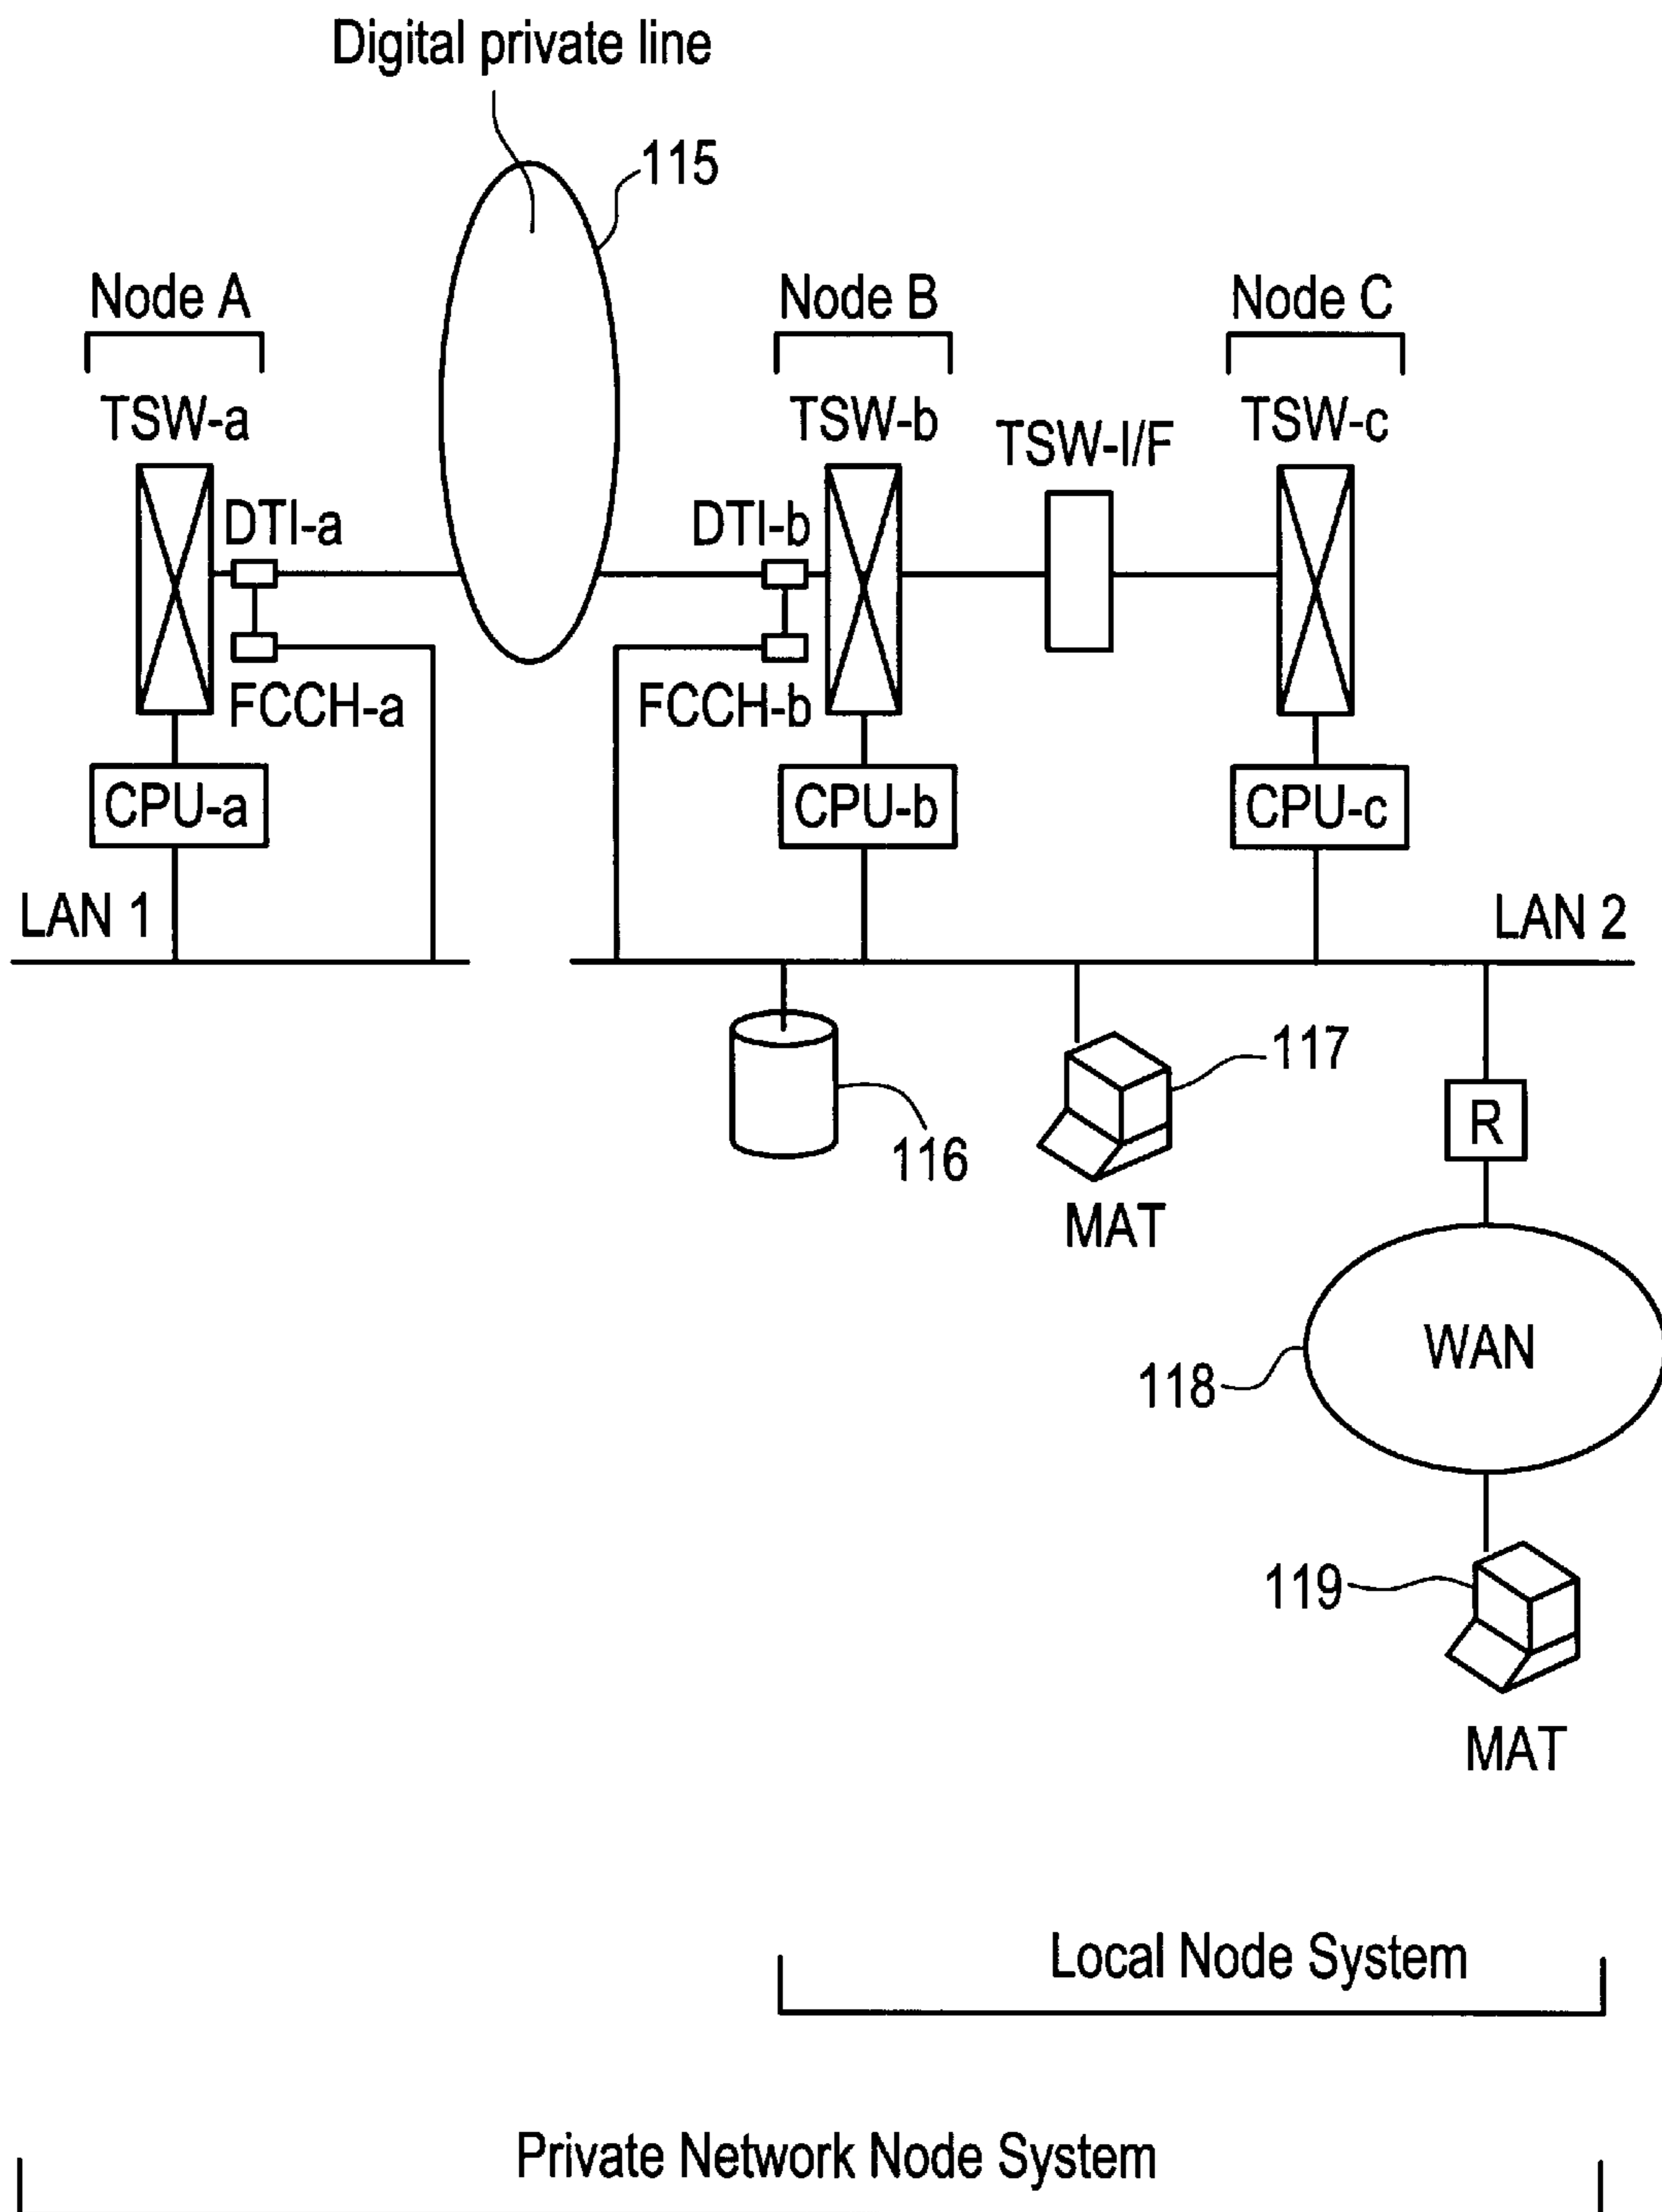 Digital private line
115
Node A
Node B
Node C
TSW-a
TSW-b
TSW-I/F
TSW-c
DTI-a
DTI-b
FCCH-a
FCCH-b
CPU-a
CPU-b
CPU-c
LAN 1
LAN 2
117
116
R
MAT
WAN
118
119
MAT
Local Node System
Private Network Node System